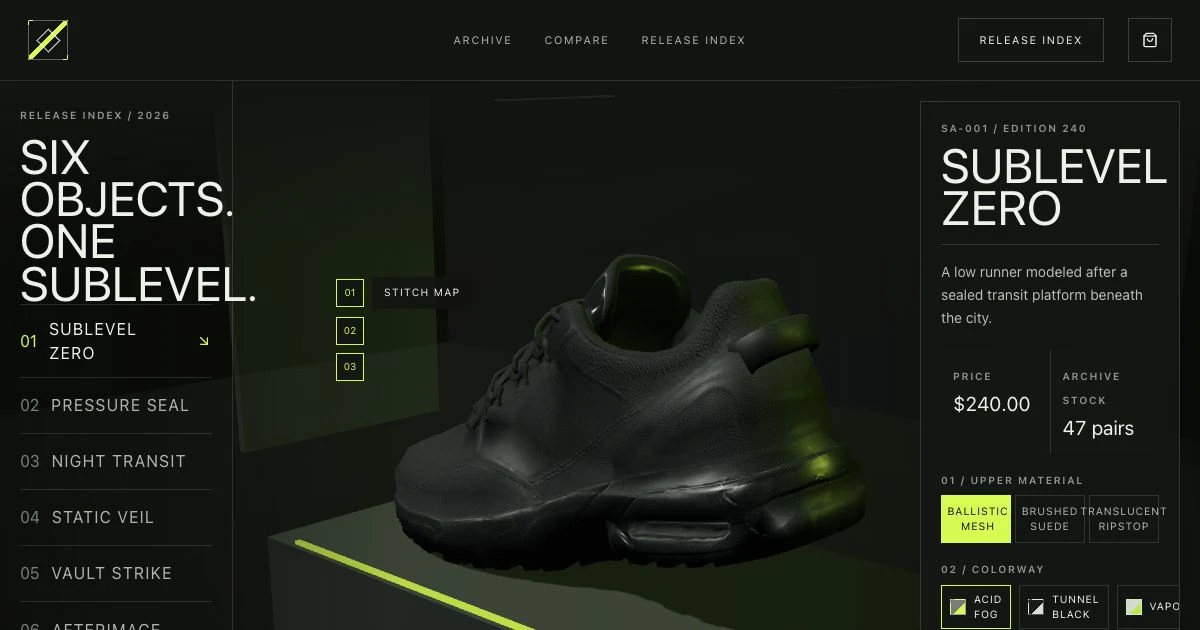 ARCHIVE
COMPARE
RELEASE INDEX
RELEASE INDEX
RELEASE INDEX / 2026
SIX
OBJECTS.
ONE
SUBLEVEL.
01 SUBLEVEL
ZERO
02 PRESSURE SEAL
03 NIGHT TRANSIT
04 STATIC VEIL
05 VAULT STRIKE
06 AFTERIMAGE
01 STITCH MAP
02
03
SA-001 / EDITION 240
SUBLEVEL
ZERO
A low runner modeled after a
sealed transit platform beneath
the city.
PRICE
$240.00
ARCHIVE
STOCK
47 pairs
01 / UPPER MATERIAL
BALLISTIC
MESH
BRUSHED
SUEDE
TRANSLUCENT
RIPSTOP
02 / COLORWAY
ACID
FOG
TUNNEL
BLACK
VAPO